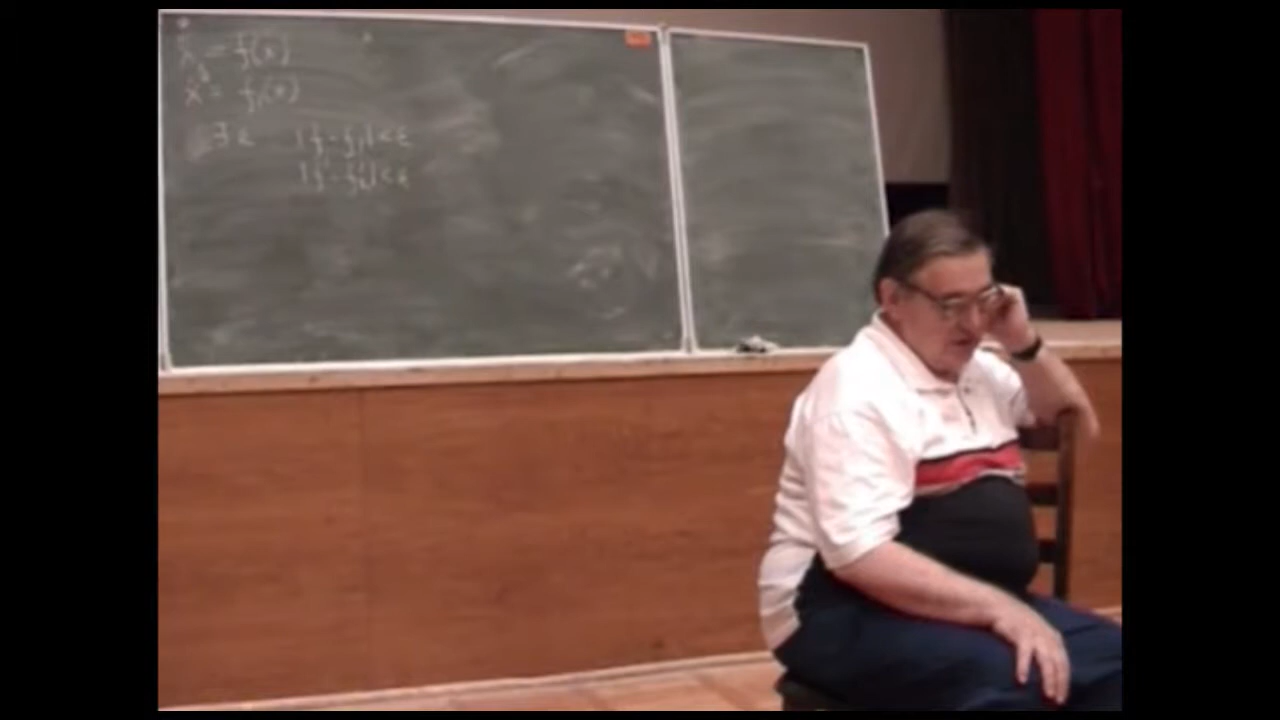 ẋ = f(x)
ẋ = f₁(x)
∃ ε |f - f₁| < ε
|f' - f₁'| < ε